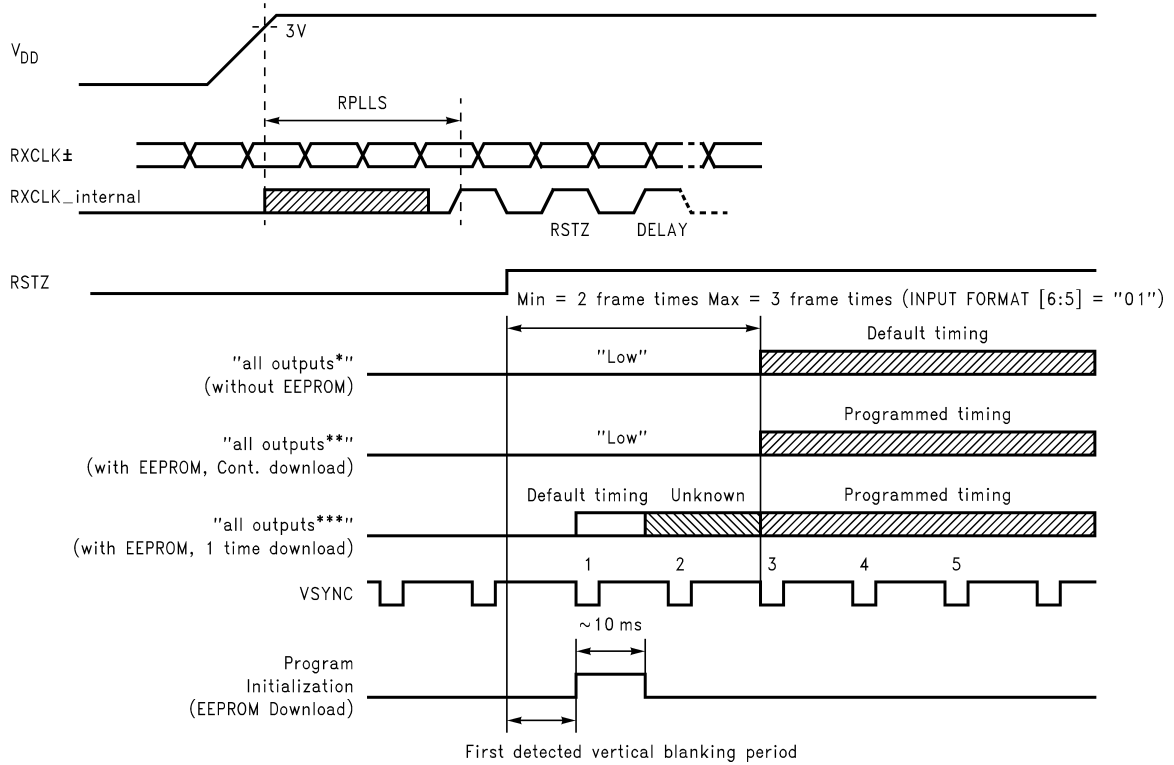 3V
VDD
RPLLS
RXCLK±
RXCLK_internal
RSTZ DELAY
RSTZ
Min = 2 frame times Max = 3 frame times (INPUT FORMAT [6:5] = "01")
Default timing
"all outputs*" "Low"
(without EEPROM)
Programmed timing
"all outputs**" "Low"
(with EEPROM, Cont. download)
Default timing Unknown Programmed timing
"all outputs***"
(with EEPROM, 1 time download)
1 2 3 4 5
VSYNC
~10 ms
Program
Initialization
(EEPROM Download)
First detected vertical blanking period